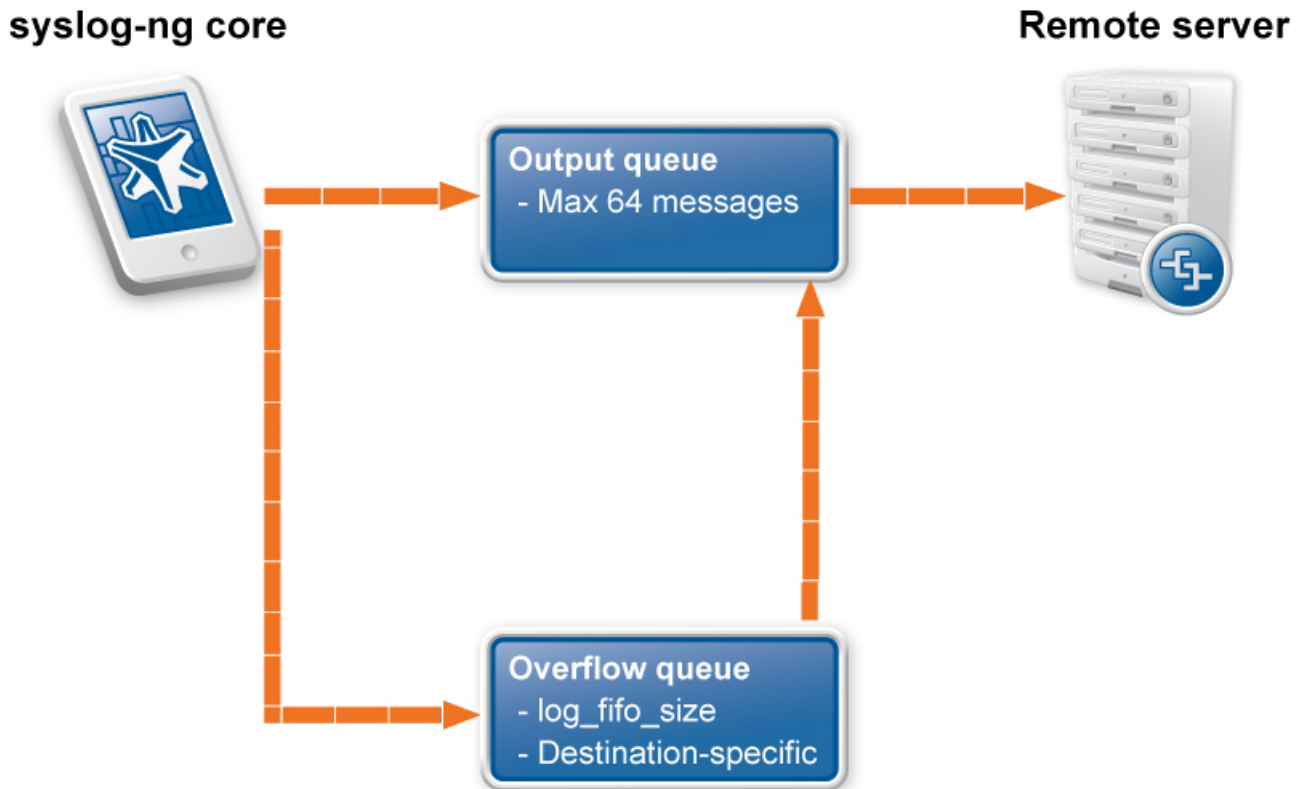 syslog-ng core
Remote server
Output queue
- Max 64 messages
Overflow queue
- log_fifo_size
- Destination-specific